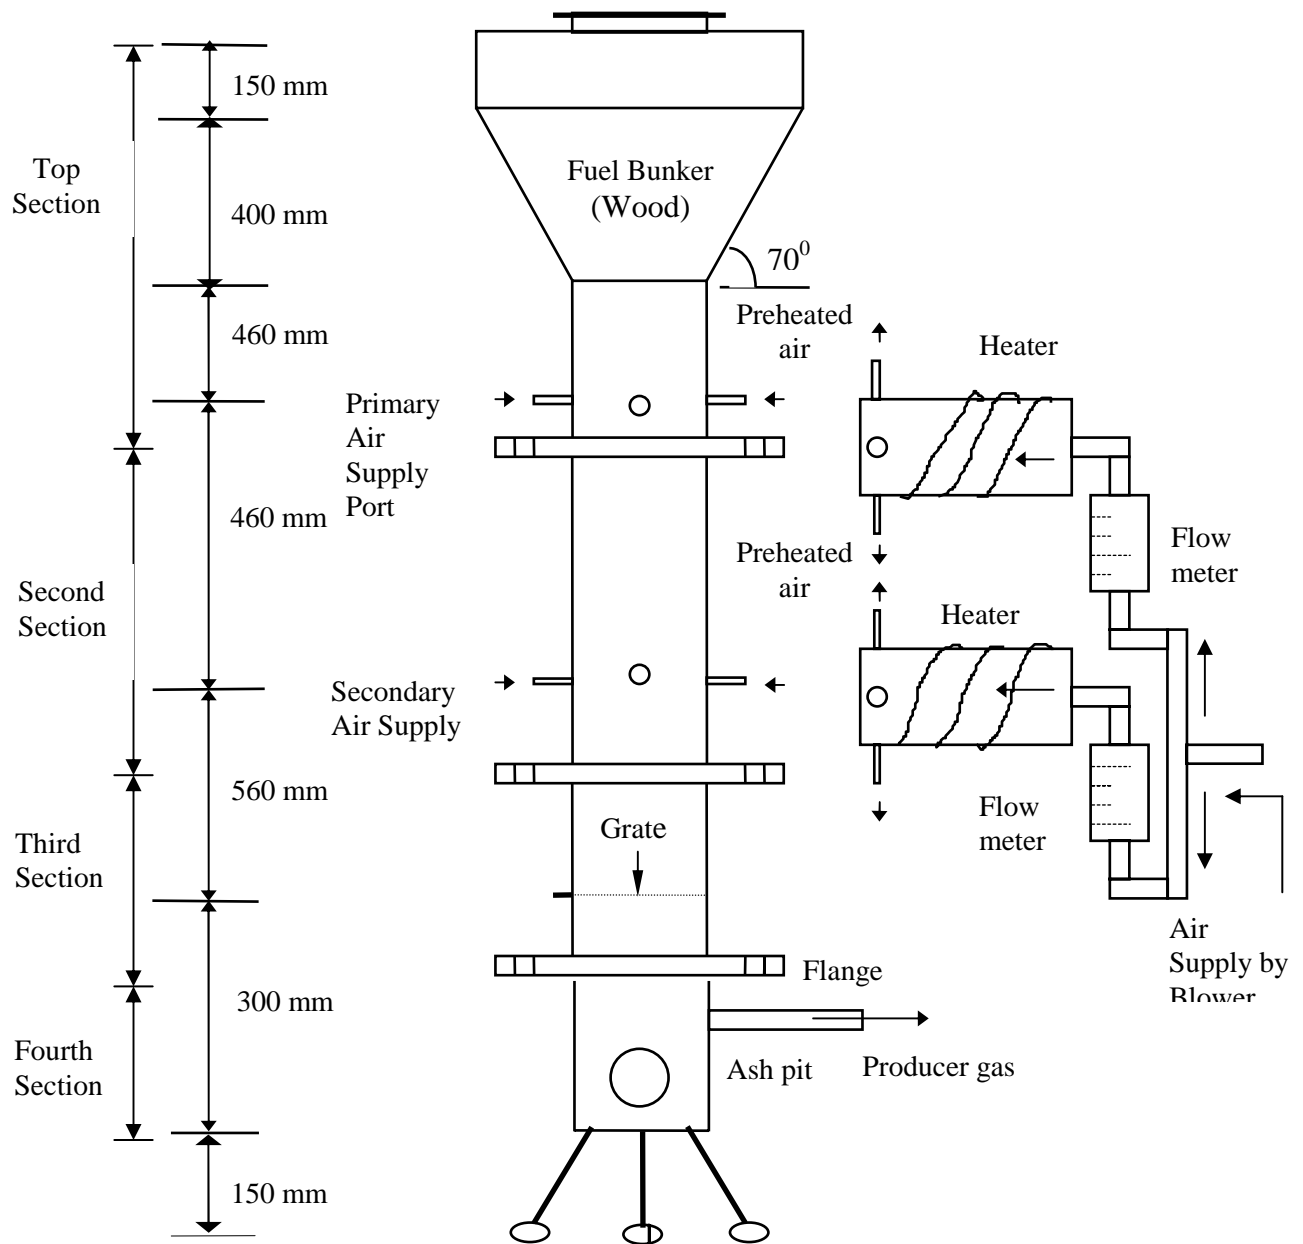 150 mm
Top
Section
400 mm
460 mm
460 mm
Second
Section
560 mm
Third
Section
300 mm
Fourth
Section
150 mm
Fuel Bunker
(Wood)
70⁰
Preheated
air
Heater
Primary
Air
Supply
Port
Flow
meter
Preheated
air
Heater
Secondary
Air Supply
Flow
meter
Grate
Air
Supply by
Blower
Flange
Ash pit
Producer gas